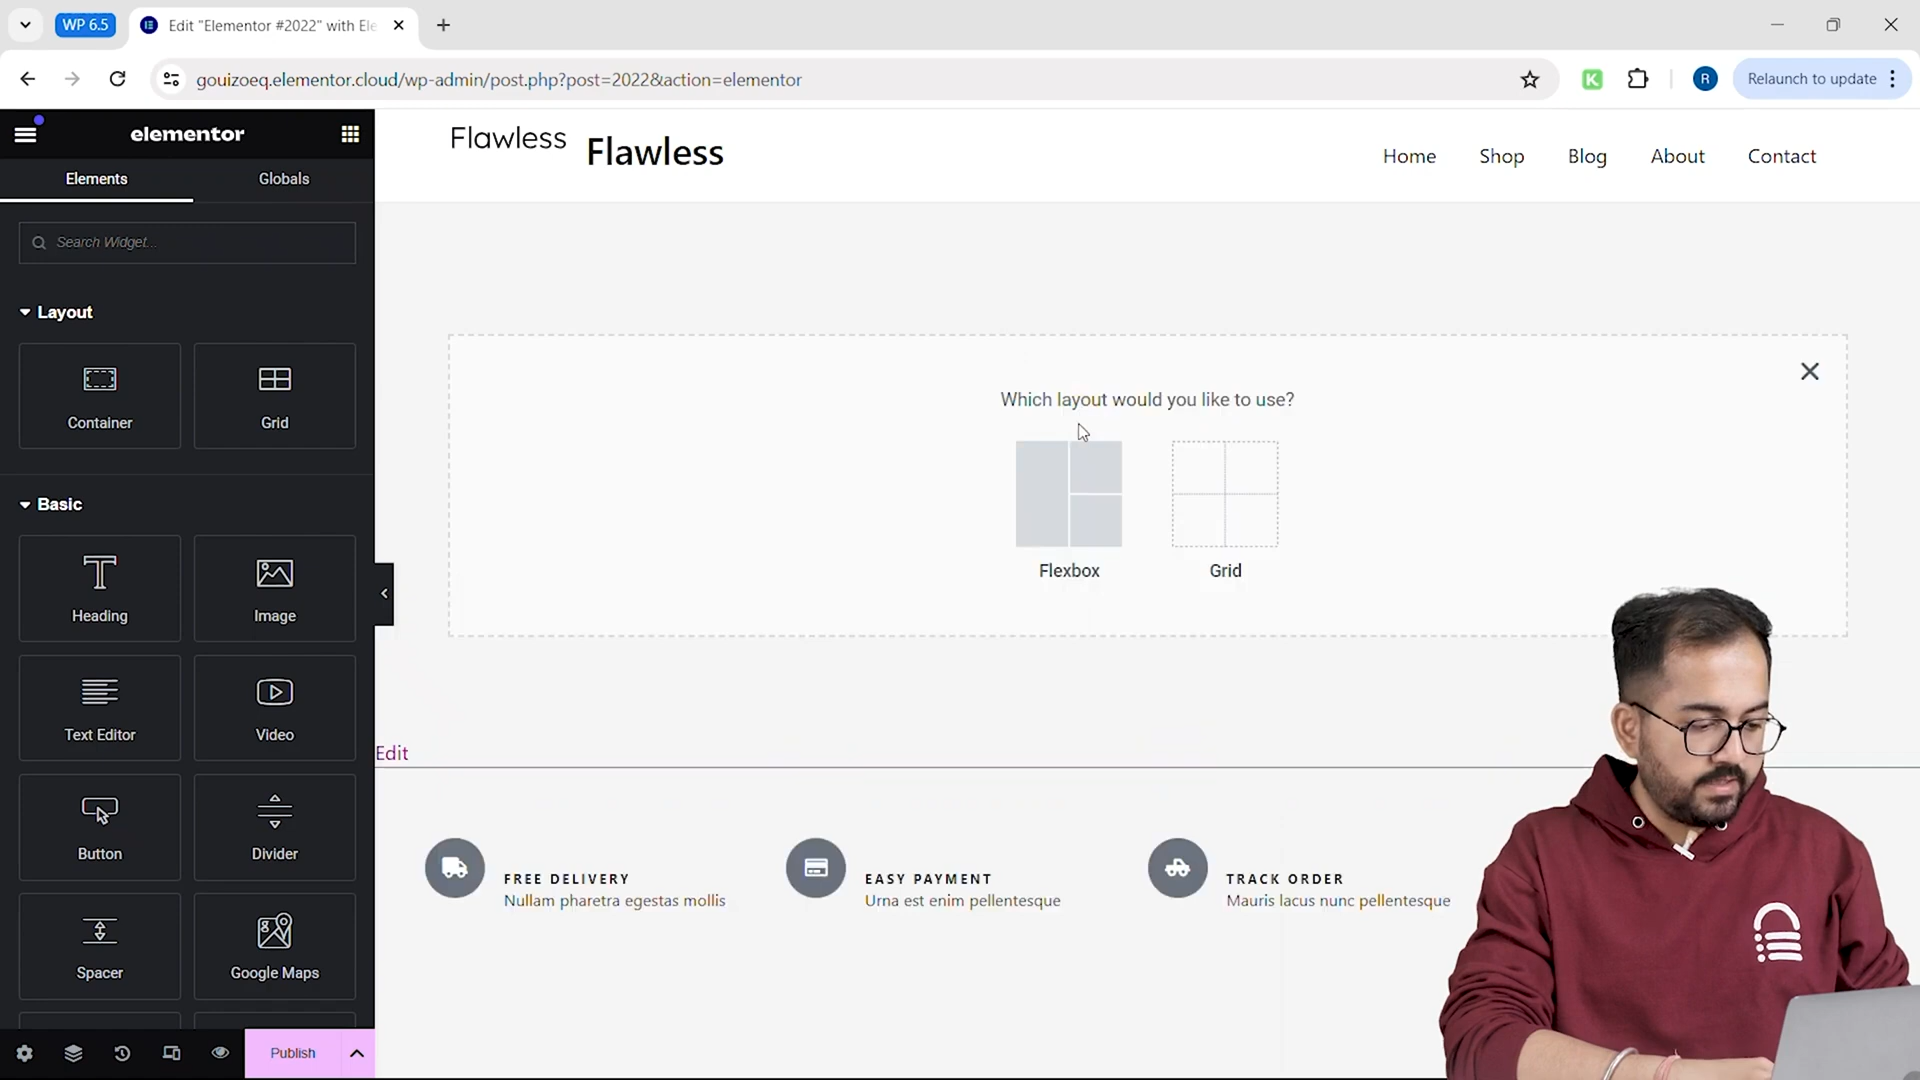 WP 6.5
Edit "Elementor #2022" with Ele
gouizoeq.elementor.cloud/wp-admin/post.php?post=2022&action=elementor
K
R
Relaunch to update
elementor
Elements
Globals
Search Widget...
Layout
Container
Grid
Basic
Heading
Image
Text Editor
Video
Button
Divider
Spacer
Google Maps
Publish
Flawless
Flawless
Home
Shop
Blog
About
Contact
Which layout would you like to use?
Flexbox
Grid
Edit
FREE DELIVERY
Nullam pharetra egestas mollis
EASY PAYMENT
Urna est enim pellentesque
TRACK ORDER
Mauris lacus nunc pellentesque